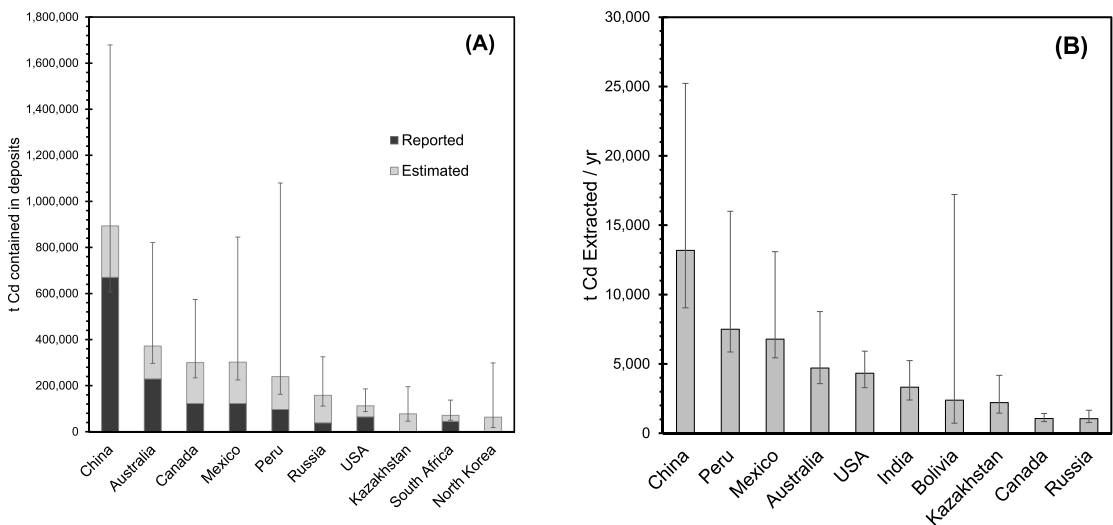 (A)
t Cd contained in deposits
1,800,000
1,600,000
1,400,000
1,200,000
1,000,000
800,000
600,000
400,000
200,000
0
Reported
Estimated
China
Australia
Canada
Mexico
Peru
Russia
USA
Kazakhstan
South Africa
North Korea
(B)
t Cd Extracted / yr
30,000
25,000
20,000
15,000
10,000
5,000
0
China
Peru
Mexico
Australia
USA
India
Bolivia
Kazakhstan
Canada
Russia